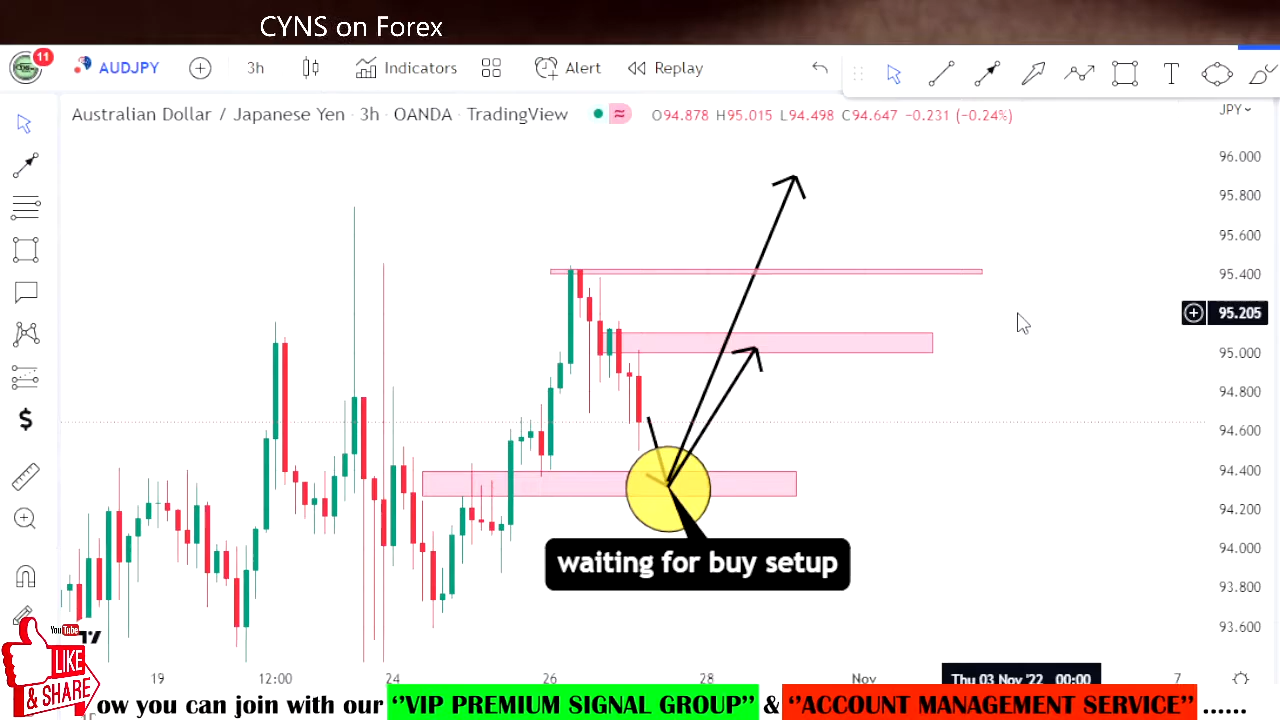 CYNS on Forex
11
AUDJPY 3h Indicators Alert Replay
Australian Dollar / Japanese Yen · 3h · OANDA · TradingView O94.878 H95.015 L94.498 C94.647 −0.231 (−0.24%)
JPY
96.000
95.800
95.600
95.400
95.205
95.000
94.800
94.600
94.400
94.200
94.000
93.800
93.600
waiting for buy setup
19 12:00 24 26 28 Nov Thu 03 Nov '22 00:00 7
YouTube
LIKE
& SHARE
ow you can join with our "VIP PREMIUM SIGNAL GROUP" & "ACCOUNT MANAGEMENT SERVICE" ......